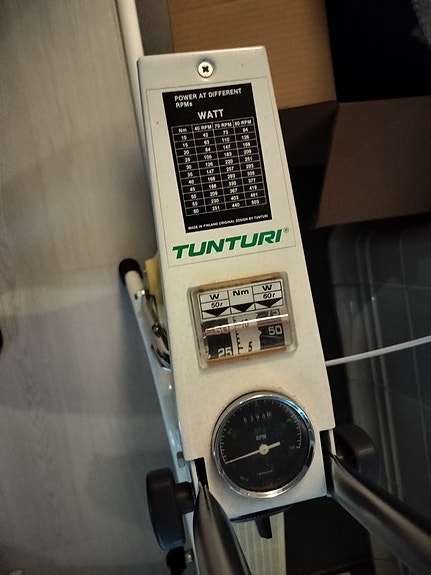 POWER AT DIFFERENT
RPMs
WATT
Nm 40 RPM 70 RPM 80 RPM
10 42 73 84
15 63 110 126
20 84 147 168
25 105 183 209
30 126 220 251
35 147 257 293
40 168 293 335
45 188 330 377
50 209 367 419
55 230 403 461
60 251 440 503
MADE IN FINLAND ORIGINAL DESIGN BY TUNTURI
TUNTURI®
W Nm W
50r 60r
50
25 5
RPM